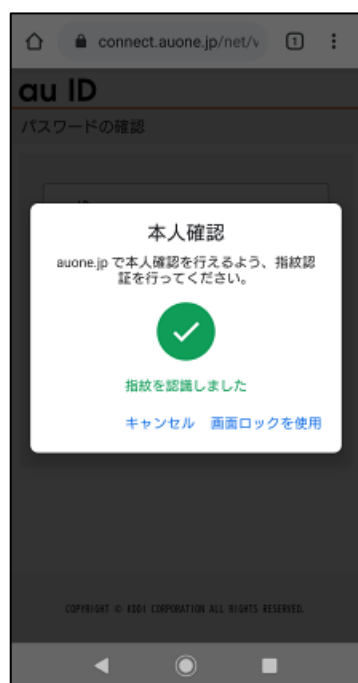 connect.auone.jp/net/v
1
au ID
パスワードの確認
本人確認
auone.jp で本人確認を行えるよう、指紋認
証を行ってください。
指紋を認識しました
キャンセル 画面ロックを使用
COPYRIGHT © KDDI CORPORATION ALL RIGHTS RESERVED.